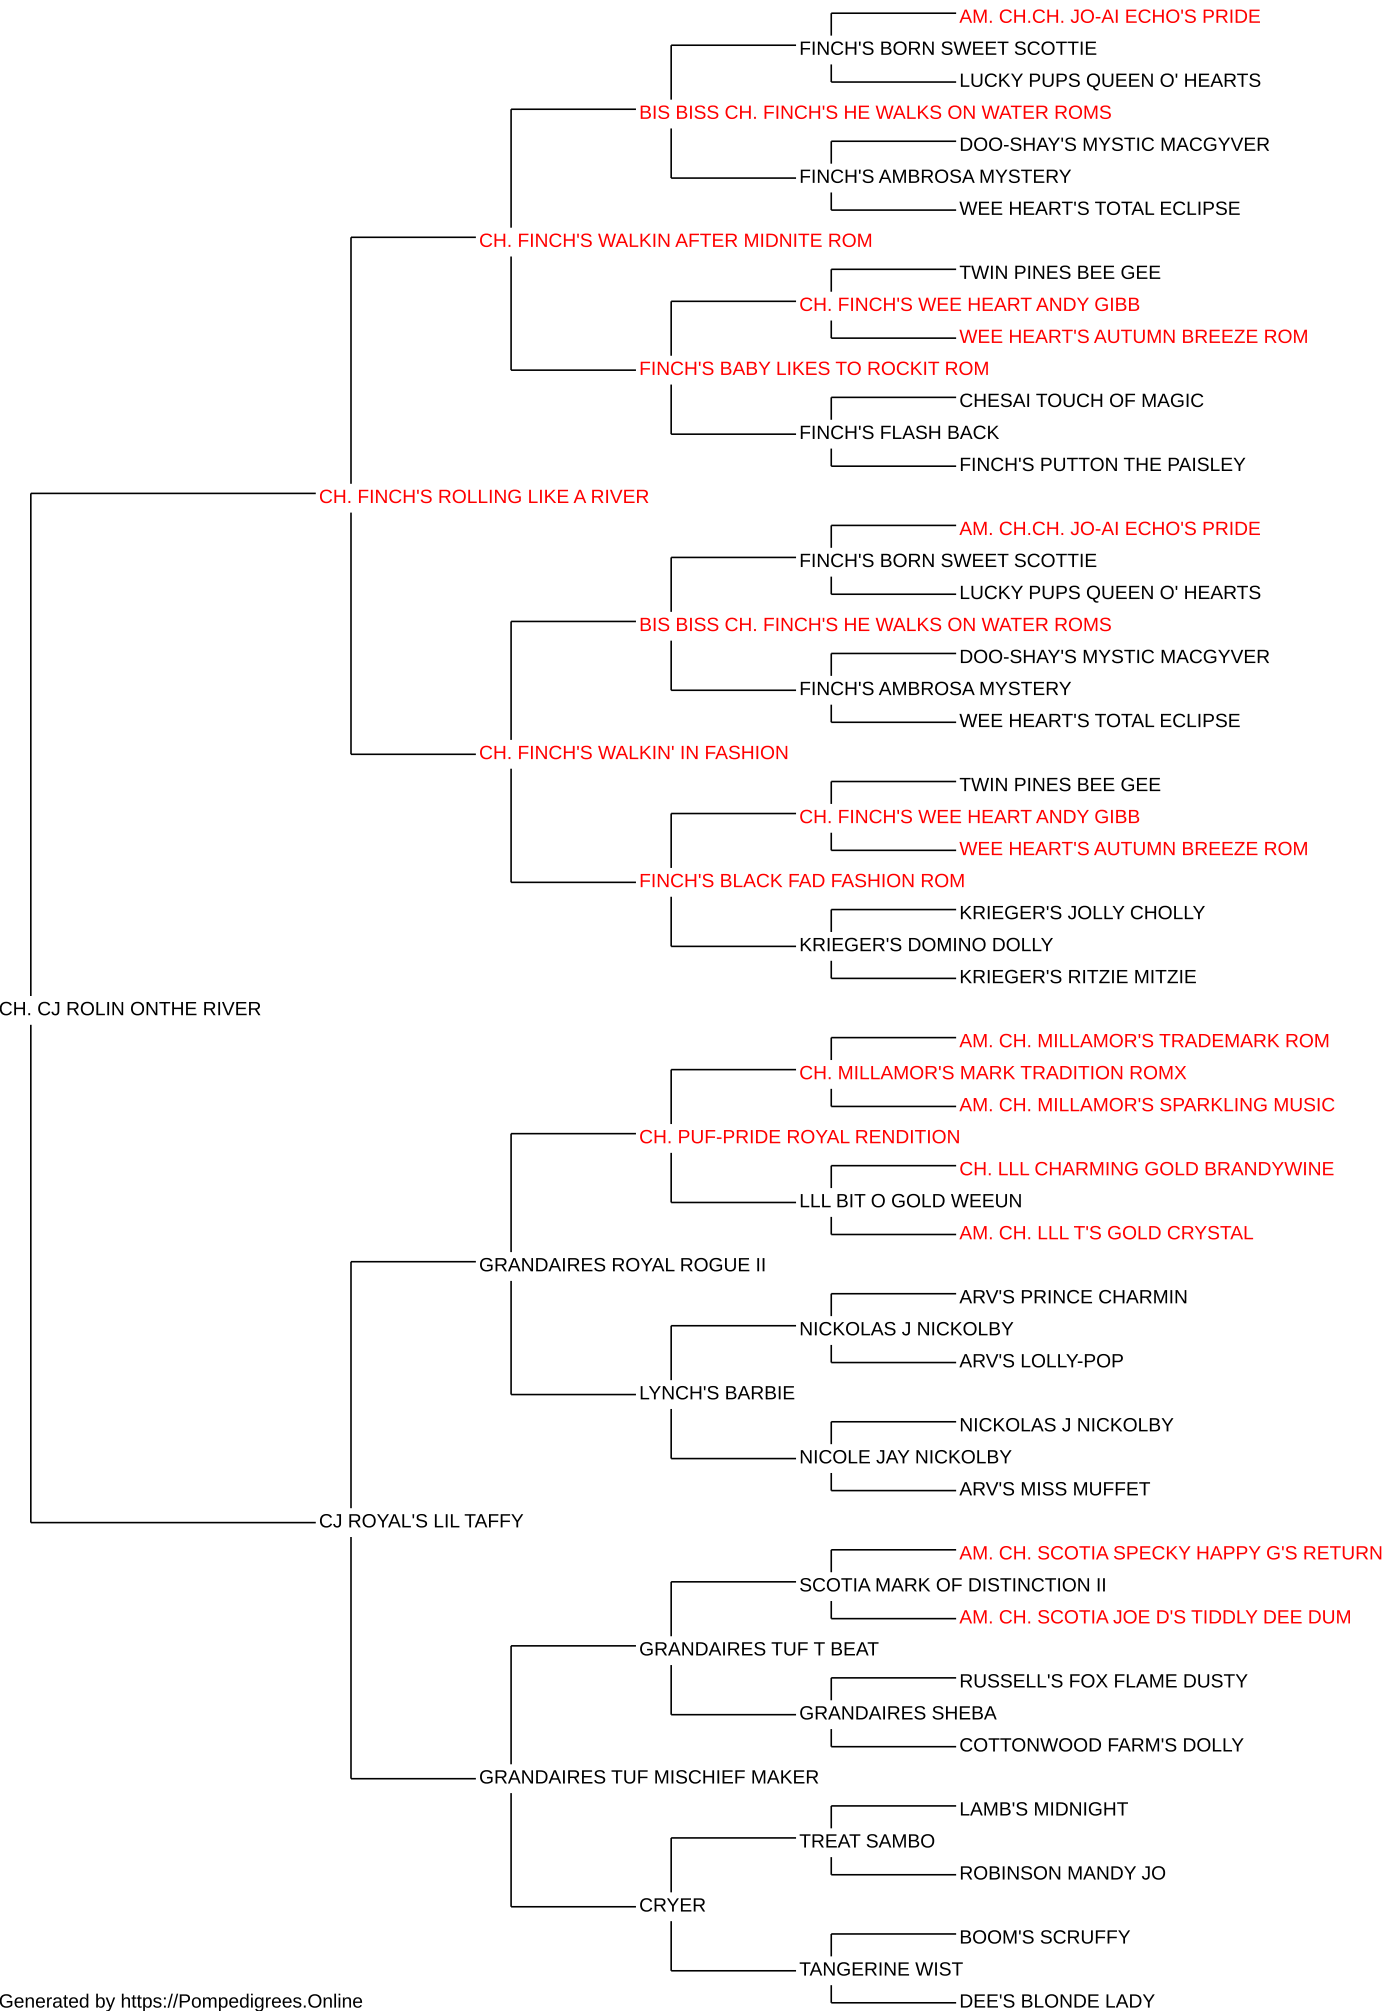 AM. CH.CH. JO-AI ECHO'S PRIDE
FINCH'S BORN SWEET SCOTTIE
LUCKY PUPS QUEEN O' HEARTS
BIS BISS CH. FINCH'S HE WALKS ON WATER ROMS
DOO-SHAY'S MYSTIC MACGYVER
FINCH'S AMBROSA MYSTERY
WEE HEART'S TOTAL ECLIPSE
CH. FINCH'S WALKIN AFTER MIDNITE ROM
TWIN PINES BEE GEE
CH. FINCH'S WEE HEART ANDY GIBB
WEE HEART'S AUTUMN BREEZE ROM
FINCH'S BABY LIKES TO ROCKIT ROM
CHESAI TOUCH OF MAGIC
FINCH'S FLASH BACK
FINCH'S PUTTON THE PAISLEY
CH. FINCH'S ROLLING LIKE A RIVER
AM. CH.CH. JO-AI ECHO'S PRIDE
FINCH'S BORN SWEET SCOTTIE
LUCKY PUPS QUEEN O' HEARTS
BIS BISS CH. FINCH'S HE WALKS ON WATER ROMS
DOO-SHAY'S MYSTIC MACGYVER
FINCH'S AMBROSA MYSTERY
WEE HEART'S TOTAL ECLIPSE
CH. FINCH'S WALKIN' IN FASHION
TWIN PINES BEE GEE
CH. FINCH'S WEE HEART ANDY GIBB
WEE HEART'S AUTUMN BREEZE ROM
FINCH'S BLACK FAD FASHION ROM
KRIEGER'S JOLLY CHOLLY
KRIEGER'S DOMINO DOLLY
KRIEGER'S RITZIE MITZIE
CH. CJ ROLIN ONTHE RIVER
AM. CH. MILLAMOR'S TRADEMARK ROM
CH. MILLAMOR'S MARK TRADITION ROMX
AM. CH. MILLAMOR'S SPARKLING MUSIC
CH. PUF-PRIDE ROYAL RENDITION
CH. LLL CHARMING GOLD BRANDYWINE
LLL BIT O GOLD WEEUN
AM. CH. LLL T'S GOLD CRYSTAL
GRANDAIRES ROYAL ROGUE II
ARV'S PRINCE CHARMIN
NICKOLAS J NICKOLBY
ARV'S LOLLY-POP
LYNCH'S BARBIE
NICKOLAS J NICKOLBY
NICOLE JAY NICKOLBY
ARV'S MISS MUFFET
CJ ROYAL'S LIL TAFFY
AM. CH. SCOTIA SPECKY HAPPY G'S RETURN
SCOTIA MARK OF DISTINCTION II
AM. CH. SCOTIA JOE D'S TIDDLY DEE DUM
GRANDAIRES TUF T BEAT
RUSSELL'S FOX FLAME DUSTY
GRANDAIRES SHEBA
COTTONWOOD FARM'S DOLLY
GRANDAIRES TUF MISCHIEF MAKER
LAMB'S MIDNIGHT
TREAT SAMBO
ROBINSON MANDY JO
CRYER
BOOM'S SCRUFFY
TANGERINE WIST
DEE'S BLONDE LADY
Generated by https://Pompedigrees.Online